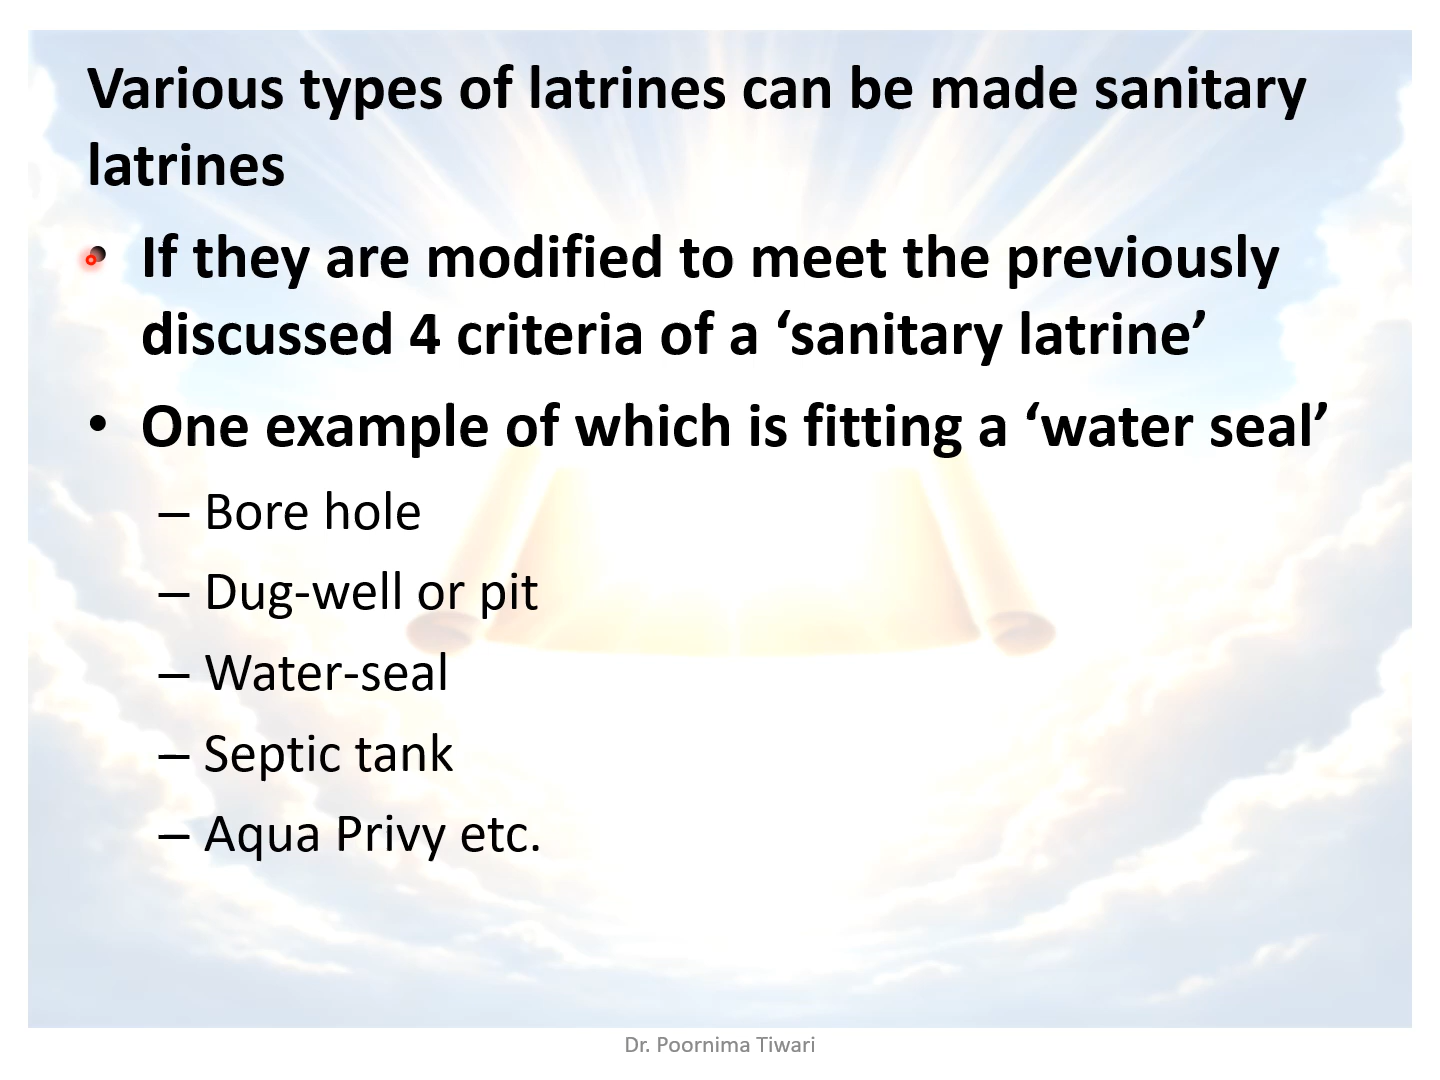 Various types of latrines can be made sanitary
latrines
• If they are modified to meet the previously
discussed 4 criteria of a ‘sanitary latrine’
• One example of which is fitting a ‘water seal’
– Bore hole
– Dug-well or pit
– Water-seal
– Septic tank
– Aqua Privy etc.
Dr. Poornima Tiwari